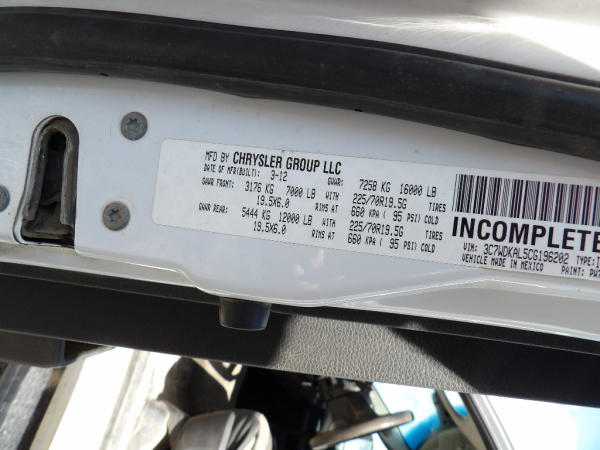 MFD BY CHRYSLER GROUP LLC
DATE OF MFR(BUILT): 3-12 GVWR: 7258 KG 16000 LB
GAWR FRONT: 3176 KG 7000 LB WITH 225/70R19.5G TIRES
19.5X6.0 RIMS AT 660 KPA ( 95 PSI) COLD
GAWR REAR: 5444 KG 12000 LB WITH 225/70R19.5G TIRES
19.5X6.0 RIMS AT 660 KPA ( 95 PSI) COLD
INCOMPLETE
VIN: 3C7WDKAL5CG196202 TYPE:
VEHICLE MADE IN MEXICO PAINT: